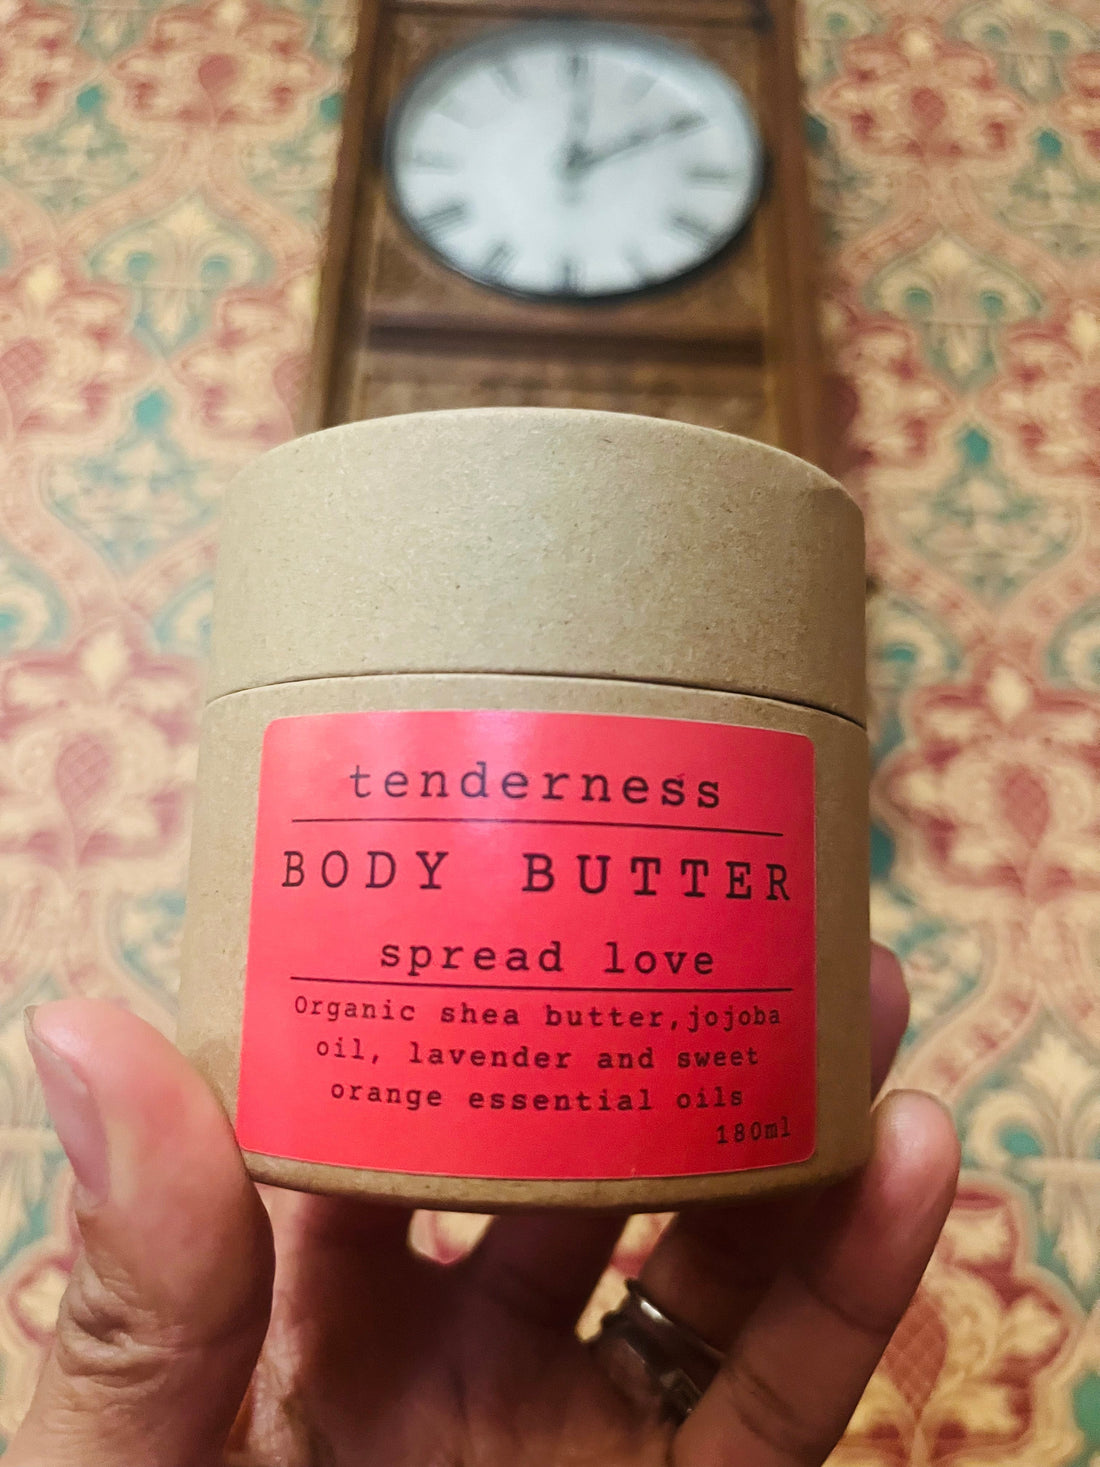 tenderness
BODY BUTTER
spread love
Organic shea butter,jojoba
oil, lavender and sweet
orange essential oils
180ml